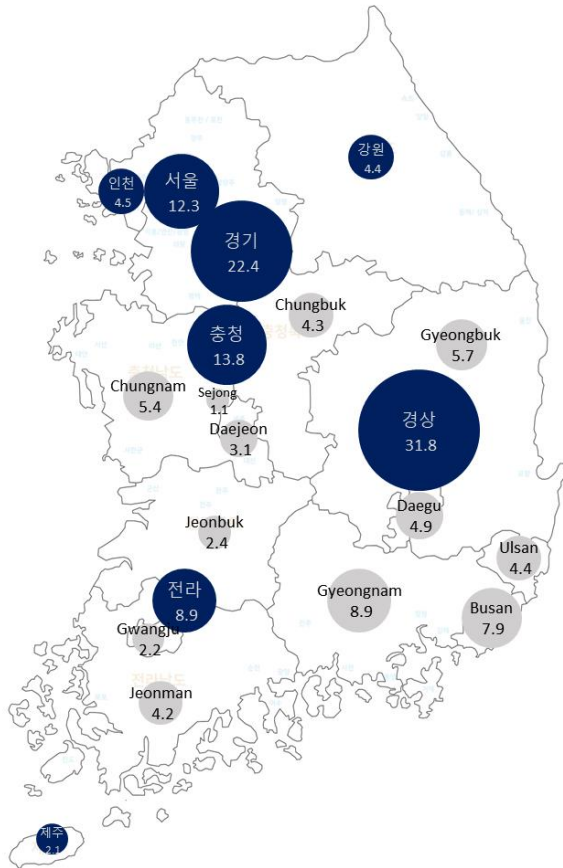 강원
4.4
인천
4.5
서울
12.3
경기
22.4
Chungbuk
4.3
충청
13.8
Gyeongbuk
5.7
Chungnam
5.4
Sejong
1.1
Daejeon
3.1
경상
31.8
Daegu
4.9
Jeonbuk
2.4
Ulsan
4.4
전라
8.9
Gyeongnam
8.9
Busan
7.9
Gwangju
2.2
Jeonman
4.2
제주
2.1